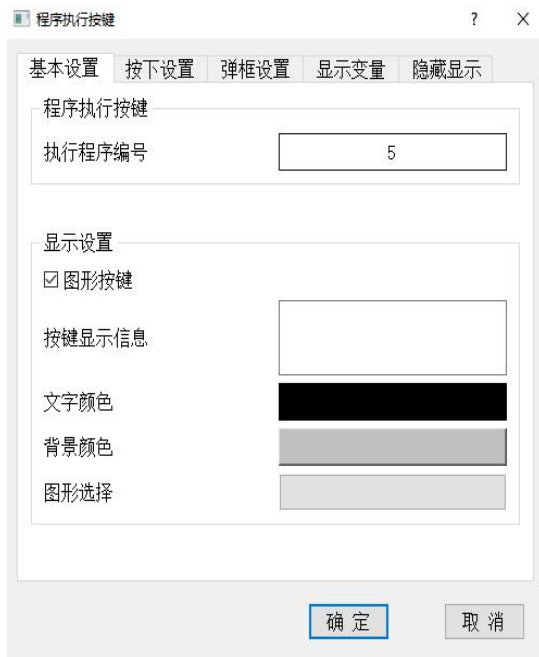 程序执行按键
基本设置 按下设置 弹框设置 显示变量 隐藏显示
程序执行按键
执行程序编号 5
显示设置
图形按键
按键显示信息
文字颜色
背景颜色
图形选择
确定 取消